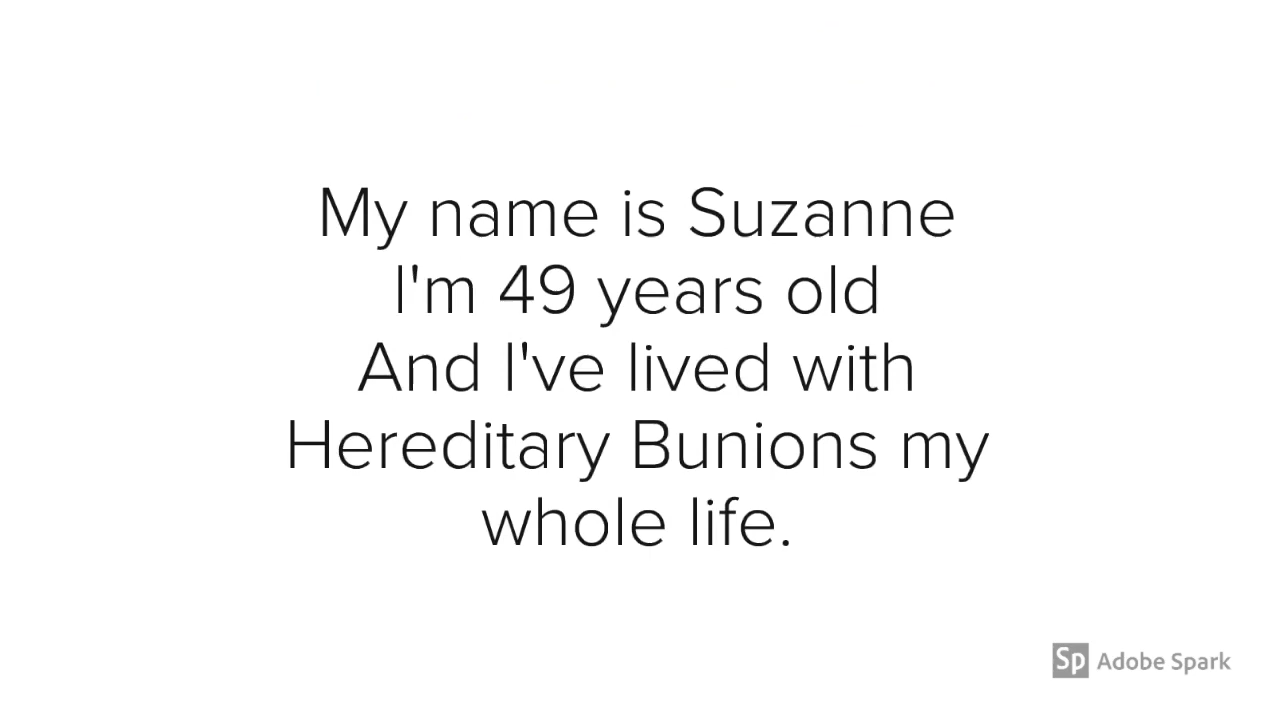 My name is Suzanne
I'm 49 years old
And I've lived with
Hereditary Bunions my
whole life.
Sp Adobe Spark